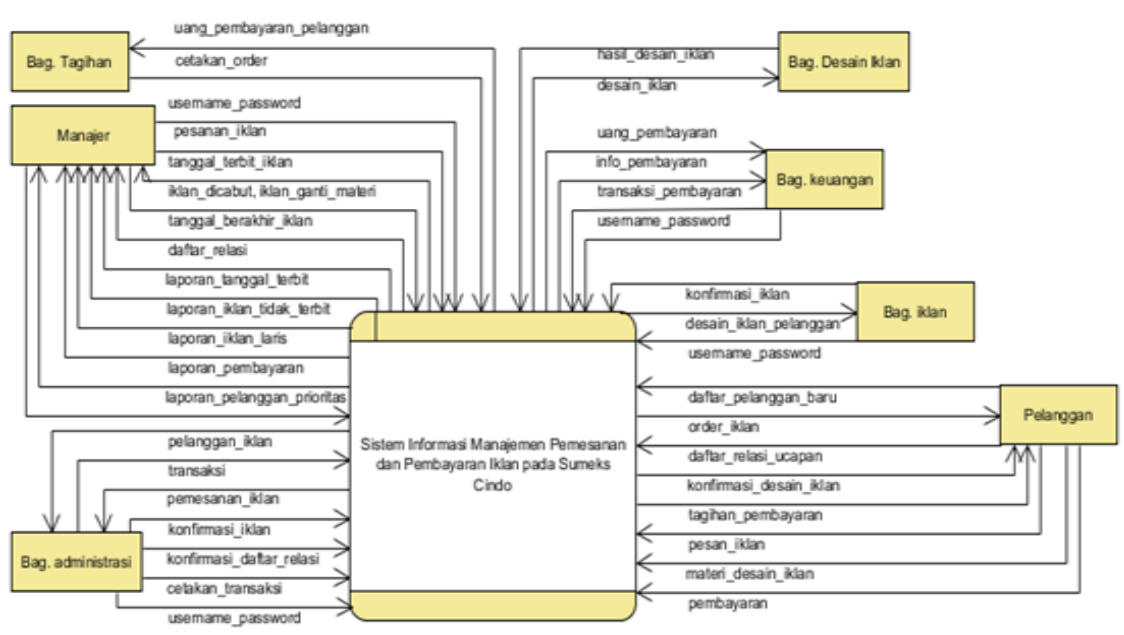 uang_pembayaran_pelanggan
Bag. Tagihan
cetakan_order
Manajer
username_password
pesanan_iklan
tanggal_terbit_iklan
iklan_dicabut, iklan_ganti_materi
tanggal_berakhir_iklan
daftar_relasi
laporan_tanggal_terbit
laporan_iklan_tidak_terbit
laporan_iklan_laris
laporan_pembayaran
laporan_pelanggan_prioritas
pelanggan_iklan
transaksi
pemesanan_iklan
konfirmasi_iklan
Bag. administrasi
konfirmasi_daftar_relasi
cetakan_transaksi
username_password
Sistem Informasi Manajemen Pemesanan
dan Pembayaran Iklan pada Sumeks
Cindo
hasil_desain_iklan
Bag. Desain Iklan
desain_iklan
uang_pembayaran
info_pembayaran
Bag. keuangan
transaksi_pembayaran
username_password
konfirmasi_iklan
Bag. iklan
desain_iklan_pelanggan
username_password
daftar_pelanggan_baru
Pelanggan
order_iklan
daftar_relasi_ucapan
konfirmasi_desain_iklan
tagihan_pembayaran
pesan_iklan
materi_desain_iklan
pembayaran